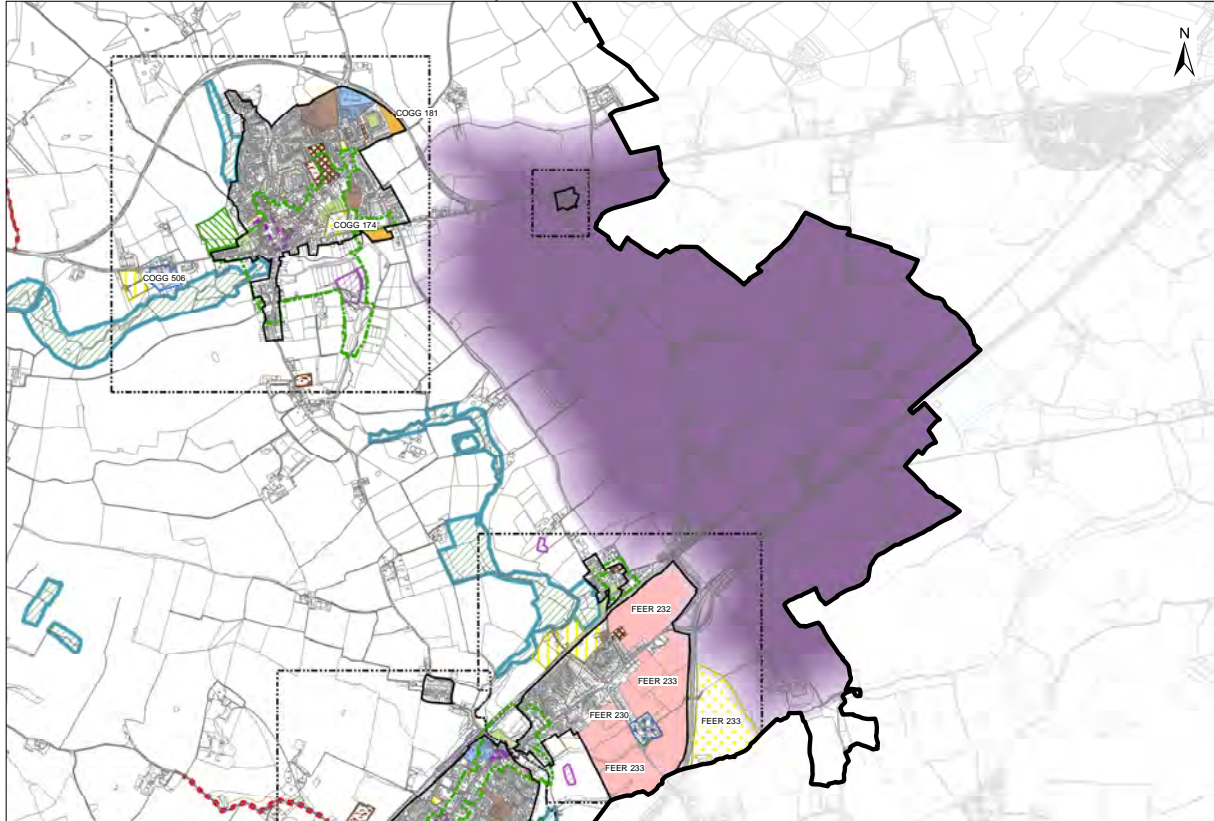 N
COGG 181
COGG 174
COGG 506
FEER 232
FEER 233
FEER 230
FEER 233
FEER 233